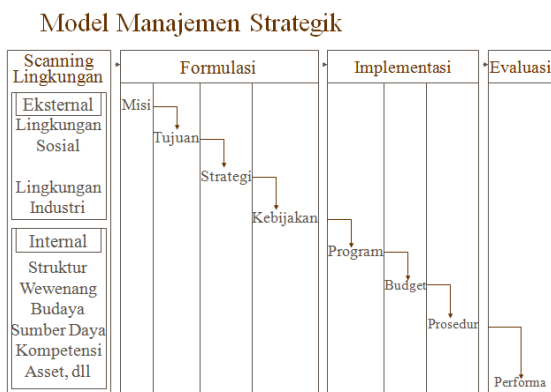 Model Manajemen Strategik
Scanning
Lingkungan
Formulasi
Implementasi
Evaluasi
Eksternal
Lingkungan
Sosial
Lingkungan
Industri
Internal
Struktur
Wewenang
Budaya
Sumber Daya
Kompetensi
Asset, dll
Misi
Tujuan
Strategi
Kebijakan
Program
Budget
Prosedur
Performa